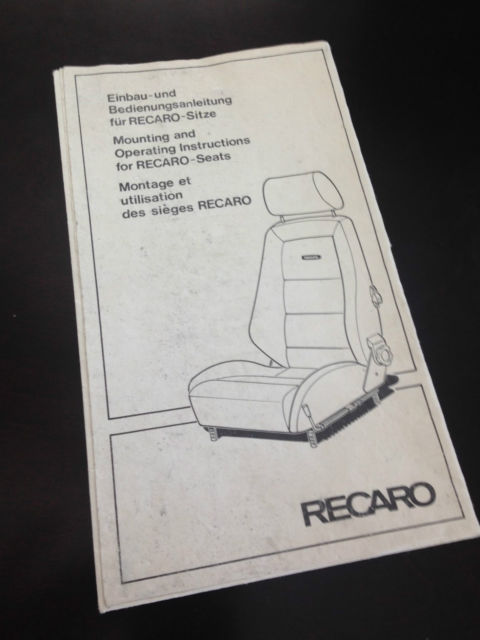 Einbau-und
Bedienungsanleitung
für RECARO-Sitze
Mounting and
Operating Instructions
for RECARO-Seats
Montage et
utilisation
des sièges RECARO
RECARO